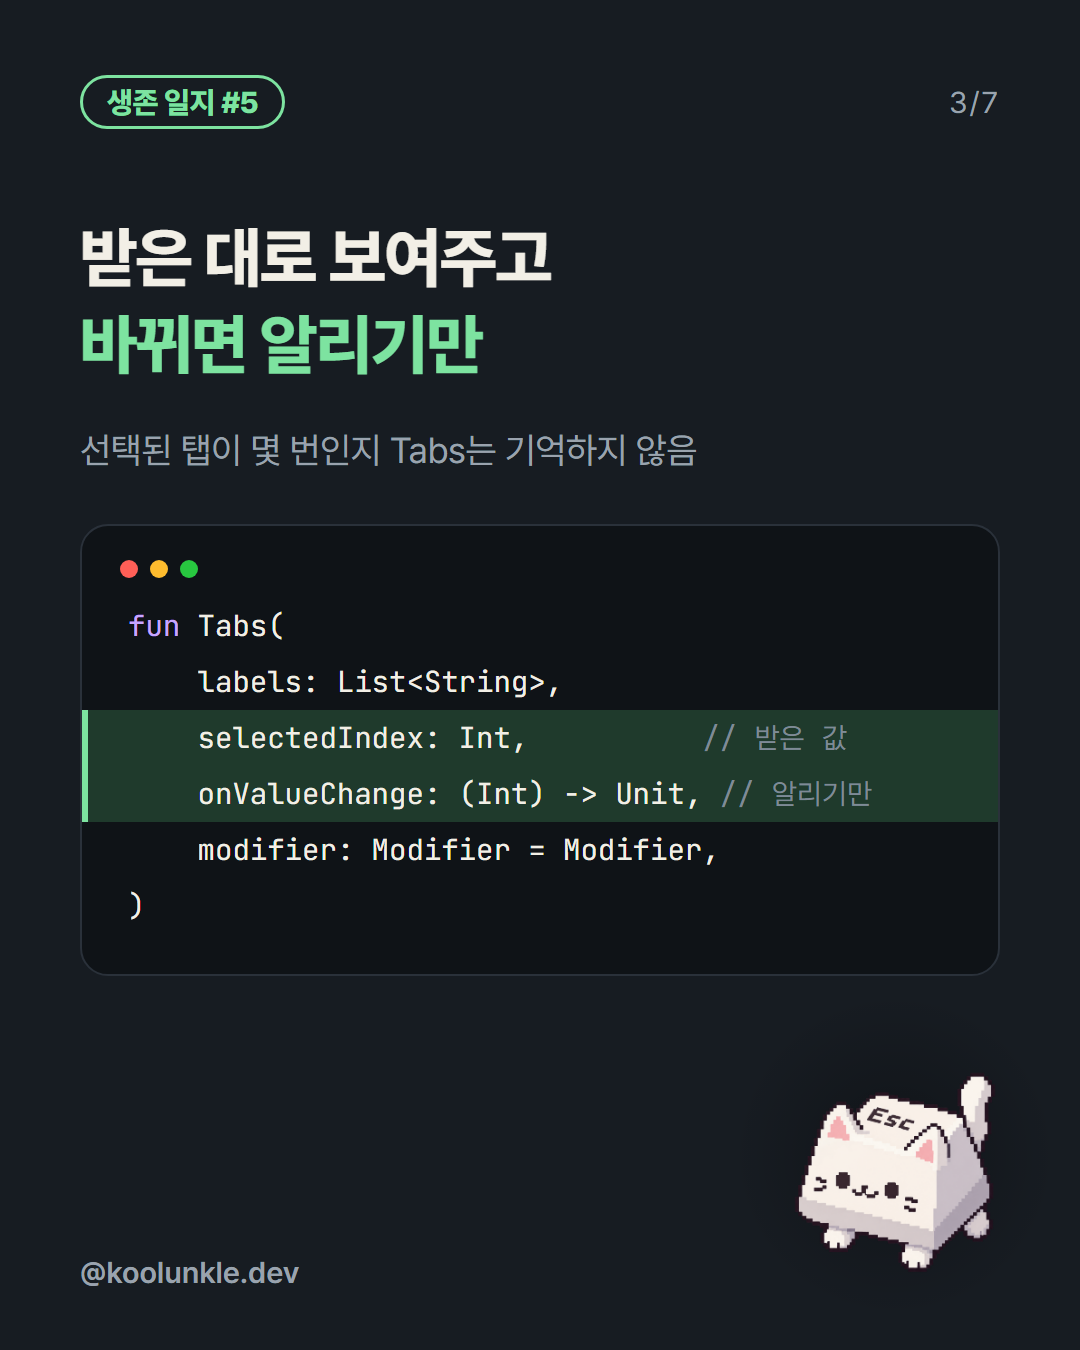 생존 일지 #5
3/7
받은 대로 보여주고
바뀌면 알리기만
선택된 탭이 몇 번인지 Tabs는 기억하지 않음
fun Tabs(
    labels: List<String>,
    selectedIndex: Int,          // 받은 값
    onValueChange: (Int) -> Unit, // 알리기만
    modifier: Modifier = Modifier,
)
Esc
@koolunkle.dev